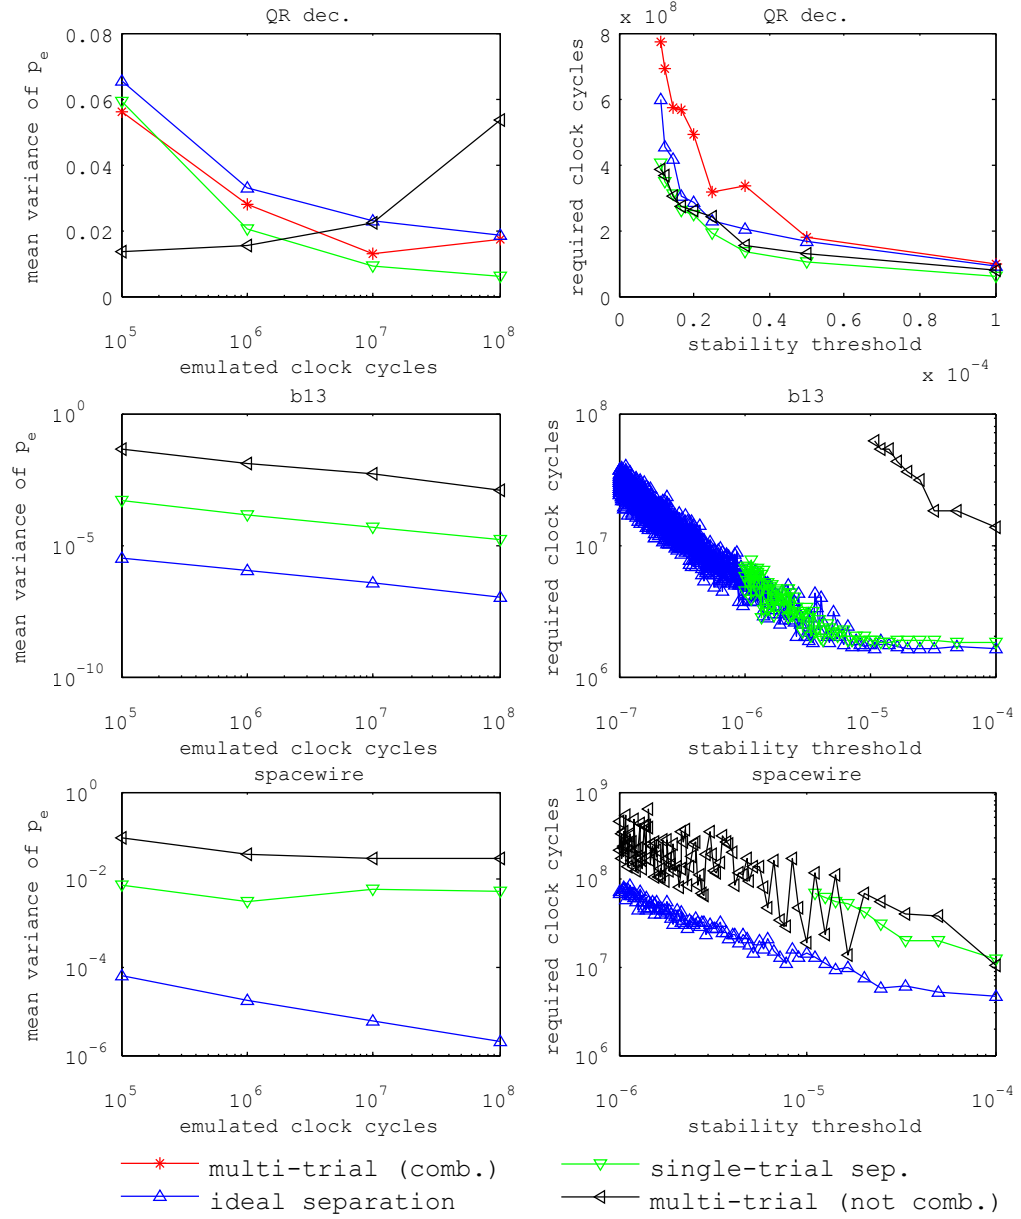 QR dec.
mean variance of p_e
0.08
0.06
0.04
0.02
0
10^5 10^6 10^7 10^8
emulated clock cycles
x 10^8
QR dec.
required clock cycles
8
6
4
2
0
0 0.2 0.4 0.6 0.8 1
stability threshold
x 10^-4
b13
mean variance of p_e
10^0
10^-5
10^-10
10^5 10^6 10^7 10^8
emulated clock cycles
b13
required clock cycles
10^8
10^7
10^6
10^-7 10^-6 10^-5 10^-4
stability threshold
spacewire
mean variance of p_e
10^0
10^-2
10^-4
10^-6
10^5 10^6 10^7 10^8
emulated clock cycles
spacewire
required clock cycles
10^9
10^8
10^7
10^6
10^-6 10^-5 10^-4
stability threshold
multi-trial (comb.)
ideal separation
single-trial sep.
multi-trial (not comb.)